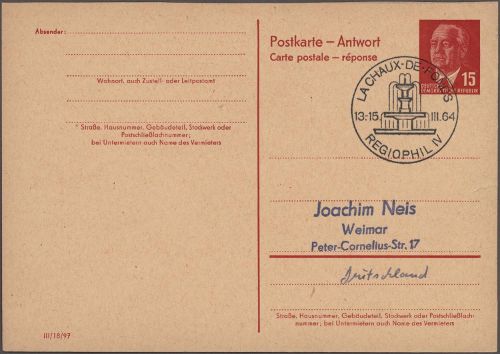 Absender:
Wohnort, auch Zustell- oder Leitpostamt
* Straße, Hausnummer, Gebäudeteil, Stockwerk oder
Postschließfachnummer;
bei Untermietern auch Name des Vermieters
III/18/97
Postkarte – Antwort
Carte postale – réponse
15
DEUTSCHE
DEMOKRATISCHE REPUBLIK
LA CHAUX-DE-FONDS
13-15 III.64
REGIOPHIL IV
Joachim Neis
Weimar
Peter-Cornelius-Str. 17
Deutschland
Straße, Hausnummer, Gebäudeteil, Stockwerk oder Postschließfach-
nummer; bei Untermietern auch Name des Vermieters